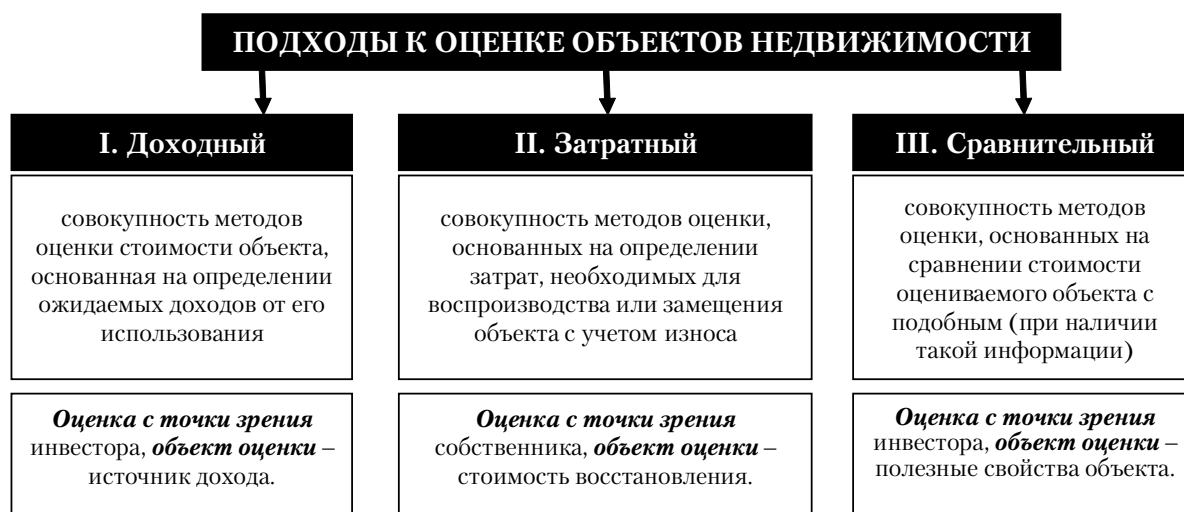 ПОДХОДЫ К ОЦЕНКЕ ОБЪЕКТОВ НЕДВИЖИМОСТИ
I. Доходный
совокупность методов
оценки стоимости объекта,
основанная на определении
ожидаемых доходов от его
использования
Оценка с точки зрения
инвестора, объект оценки –
источник дохода.
II. Затратный
совокупность методов оценки,
основанных на определении
затрат, необходимых для
воспроизводства или замещения
объекта с учетом износа
Оценка с точки зрения
собственника, объект оценки –
стоимость восстановления.
III. Сравнительный
совокупность методов
оценки, основанных на
сравнении стоимости
оцениваемого объекта с
подобным (при наличии
такой информации)
Оценка с точки зрения
инвестора, объект оценки –
полезные свойства объекта.